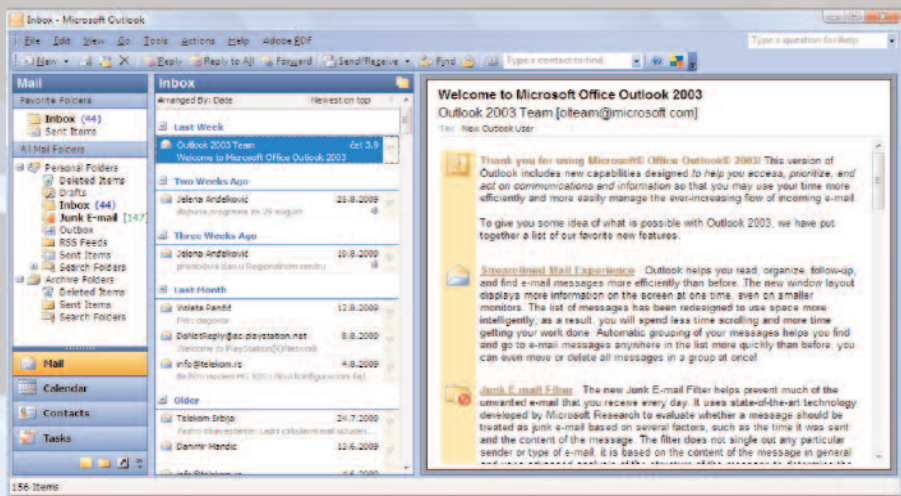 Inbox - Microsoft Outlook
File Edit View Go Tools Actions Help Adobe PDF
Type a question for help
New Reply Reply to All Forward Send/Receive Find Type a contact to find
Mail
Favorite Folders
Inbox (44)
Sent Items
All Mail Folders
Personal Folders
Deleted Items
Drafts
Inbox (44)
Junk E-mail [147]
Outbox
RSS Feeds
Sent Items
Search Folders
Archive Folders
Deleted Items
Sent Items
Search Folders
Mail
Calendar
Contacts
Tasks
Inbox
Arranged By: Date Newest on top
Last Week
Outlook 2003 Team čet 3.9
Welcome to Microsoft Office Outlook 2003
Two Weeks Ago
Jelena Anđelković 25.8.2009
dopuna programa za 29 avgust
Three Weeks Ago
Jelena Anđelković 19.8.2009
u Regionalnom centru
Last Month
Violeta Pandić 12.8.2009
FW: dogovor
DoNotReply@ac.playstation.net 8.8.2009
Welcome to PlayStation(R)Network
info@telekom.rs 4.8.2009
Older
Telekom Srbija 24.7.2009
Danimir Mandic 13.6.2009
info@telekom.rs
Welcome to Microsoft Office Outlook 2003
Outlook 2003 Team [olteam@microsoft.com]
To: New Outlook User
Thank you for using Microsoft® Office Outlook® 2003! This version of
Outlook includes new capabilities designed to help you access, prioritize, and
act on communications and information so that you may use your time more
efficiently and more easily manage the ever-increasing flow of incoming e-mail.
To give you some idea of what is possible with Outlook 2003, we have put
together a list of our favorite new features.
Streamlined Mail Experience Outlook helps you read, organize, follow-up,
and find e-mail messages more efficiently than before. The new window layout
displays more information on the screen at one time, even on smaller
monitors. The list of messages has been redesigned to use space more
intelligently, as a result, you will spend less time scrolling and more time
getting your work done. Automatic grouping of your messages helps you find
and go to e-mail messages anywhere in the list more quickly than before, you
can even move or delete all messages in a group at once!
Junk E-mail Filter The new Junk E-mail Filter helps prevent much of the
unwanted e-mail that you receive every day. It uses state-of-the-art technology
developed by Microsoft Research to evaluate whether a message should be
treated as junk e-mail based on several factors, such as the time it was sent
and the content of the message. The filter does not single out any particular
sender or type of e-mail, it is based on the content of the message in general
156 Items